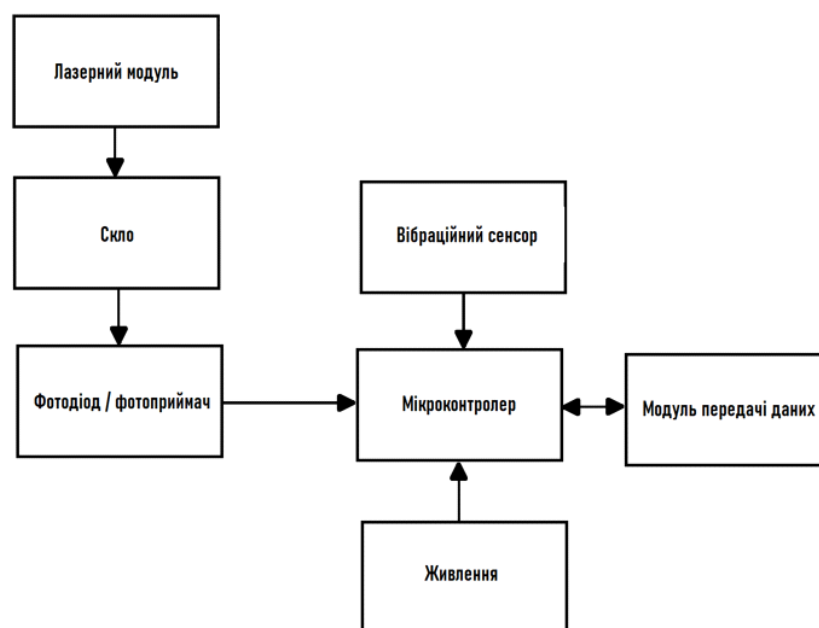 Лазерний модуль
Скло
Вібраційний сенсор
Фотодіод / фотоприймач
Мікроконтролер
Модуль передачі даних
Живлення